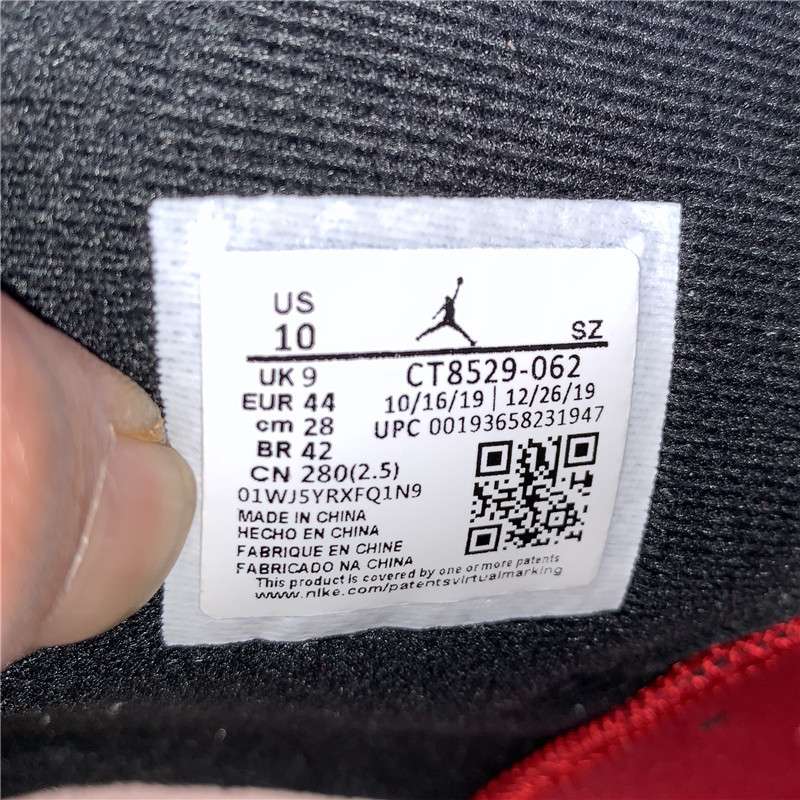 US
10
SZ
UK 9
CT8529-062
EUR 44
10/16/19 | 12/26/19
cm 28
UPC 00193658231947
BR 42
CN 280(2.5)
01WJ5YRXFQ1N9
MADE IN CHINA
HECHO EN CHINA
FABRIQUE EN CHINE
FABRICADO NA CHINA
This product is covered by one or more patents
www.nike.com/patentsvirtualmarking